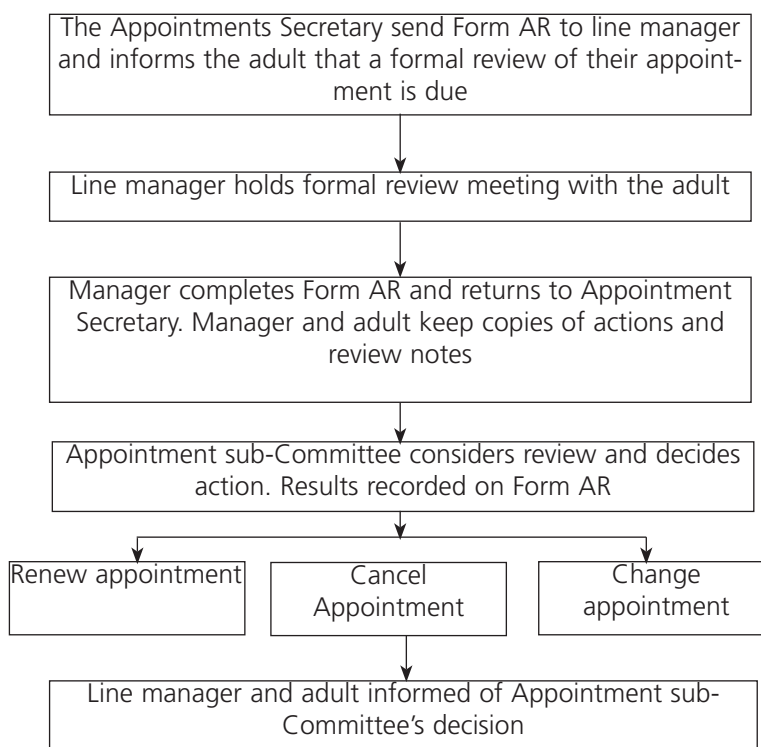 The Appointments Secretary send Form AR to line manager
and informs the adult that a formal review of their appoint-
ment is due
Line manager holds formal review meeting with the adult
Manager completes Form AR and returns to Appointment
Secretary. Manager and adult keep copies of actions and
review notes
Appointment sub-Committee considers review and decides
action. Results recorded on Form AR
Renew appointment
Cancel
Appointment
Change
appointment
Line manager and adult informed of Appointment sub-
Committee's decision